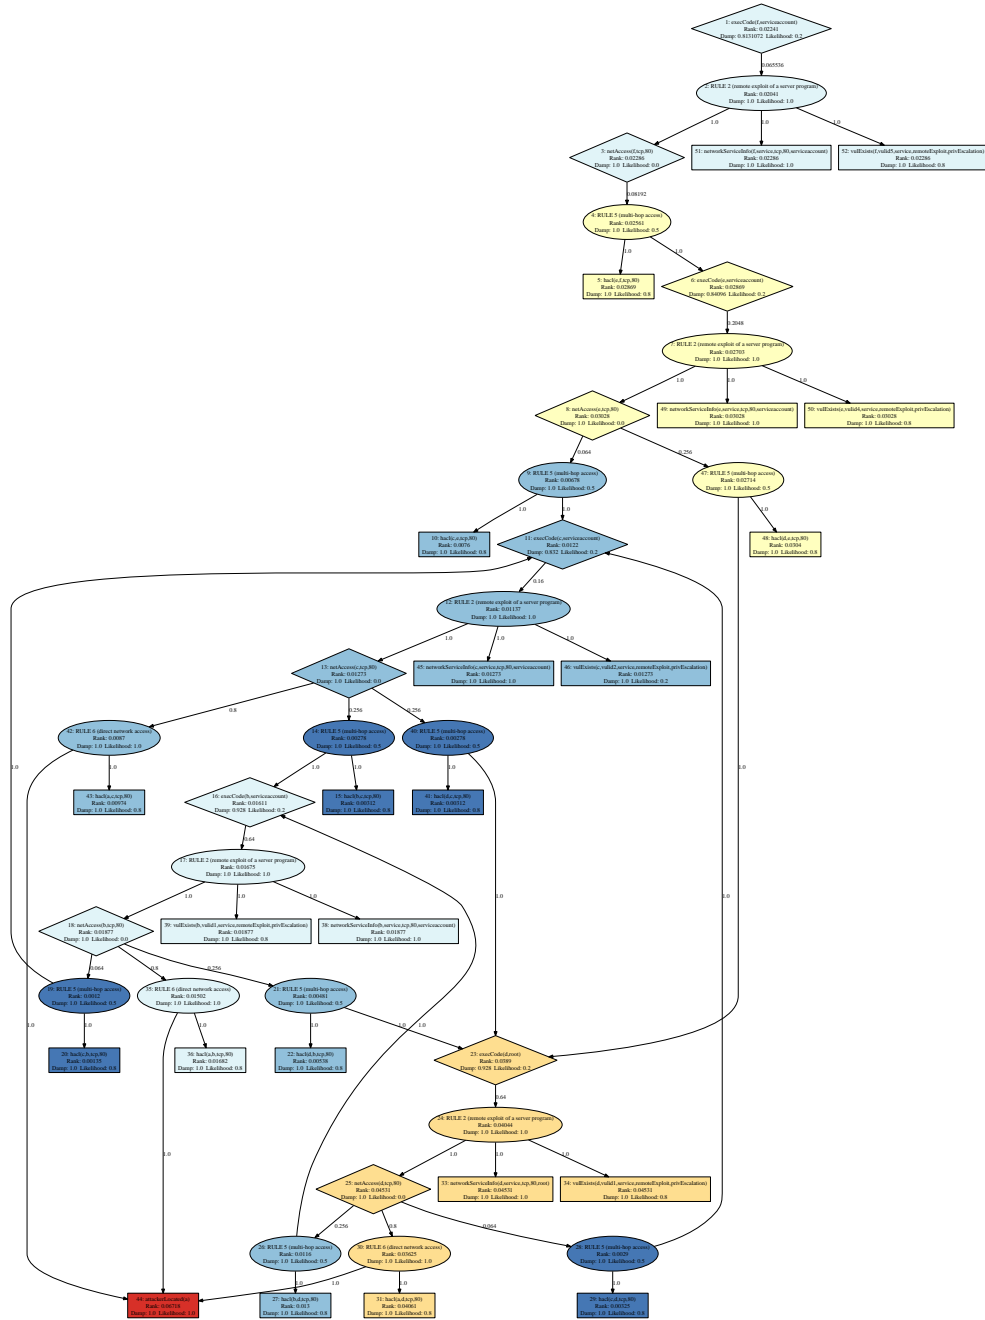 1: execCode(f,serviceaccount)
Rank: 0.02241
Damp: 0.8131072 Likelihood: 0.2
0.065536
2: RULE 2 (remote exploit of a server program)
Rank: 0.02041
Damp: 1.0 Likelihood: 1.0
1.0
1.0
1.0
3: netAccess(f,tcp,80)
Rank: 0.02286
Damp: 1.0 Likelihood: 0.0
51: networkServiceInfo(f,service,tcp,80,serviceaccount)
Rank: 0.02286
Damp: 1.0 Likelihood: 1.0
52: vulExists(f,vulid5,service,remoteExploit,privEscalation)
Rank: 0.02286
Damp: 1.0 Likelihood: 0.8
0.08192
4: RULE 5 (multi-hop access)
Rank: 0.02561
Damp: 1.0 Likelihood: 0.5
1.0
1.0
5: hacl(e,f,tcp,80)
Rank: 0.02869
Damp: 1.0 Likelihood: 0.8
6: execCode(e,serviceaccount)
Rank: 0.02869
Damp: 0.84096 Likelihood: 0.2
0.2048
7: RULE 2 (remote exploit of a server program)
Rank: 0.02703
Damp: 1.0 Likelihood: 1.0
1.0
1.0
1.0
8: netAccess(e,tcp,80)
Rank: 0.03028
Damp: 1.0 Likelihood: 0.0
49: networkServiceInfo(e,service,tcp,80,serviceaccount)
Rank: 0.03028
Damp: 1.0 Likelihood: 1.0
50: vulExists(e,vulid4,service,remoteExploit,privEscalation)
Rank: 0.03028
Damp: 1.0 Likelihood: 0.8
0.064
0.256
9: RULE 5 (multi-hop access)
Rank: 0.00678
Damp: 1.0 Likelihood: 0.5
47: RULE 5 (multi-hop access)
Rank: 0.02714
Damp: 1.0 Likelihood: 0.5
1.0
1.0
1.0
10: hacl(c,e,tcp,80)
Rank: 0.0076
Damp: 1.0 Likelihood: 0.8
11: execCode(c,serviceaccount)
Rank: 0.0122
Damp: 0.832 Likelihood: 0.2
48: hacl(d,e,tcp,80)
Rank: 0.0304
Damp: 1.0 Likelihood: 0.8
0.16
12: RULE 2 (remote exploit of a server program)
Rank: 0.01137
Damp: 1.0 Likelihood: 1.0
1.0
1.0
1.0
13: netAccess(c,tcp,80)
Rank: 0.01273
Damp: 1.0 Likelihood: 0.0
45: networkServiceInfo(c,service,tcp,80,serviceaccount)
Rank: 0.01273
Damp: 1.0 Likelihood: 1.0
46: vulExists(c,vulid2,service,remoteExploit,privEscalation)
Rank: 0.01273
Damp: 1.0 Likelihood: 0.2
0.8
0.256
0.256
42: RULE 6 (direct network access)
Rank: 0.0087
Damp: 1.0 Likelihood: 1.0
14: RULE 5 (multi-hop access)
Rank: 0.00278
Damp: 1.0 Likelihood: 0.5
40: RULE 5 (multi-hop access)
Rank: 0.00278
Damp: 1.0 Likelihood: 0.5
1.0
1.0
1.0
1.0
1.0
1.0
43: hacl(a,c,tcp,80)
Rank: 0.00974
Damp: 1.0 Likelihood: 0.8
16: execCode(b,serviceaccount)
Rank: 0.01611
Damp: 0.928 Likelihood: 0.2
15: hacl(b,c,tcp,80)
Rank: 0.00312
Damp: 1.0 Likelihood: 0.8
41: hacl(d,c,tcp,80)
Rank: 0.00312
Damp: 1.0 Likelihood: 0.8
0.64
17: RULE 2 (remote exploit of a server program)
Rank: 0.01675
Damp: 1.0 Likelihood: 1.0
1.0
1.0
1.0
1.0
1.0
18: netAccess(b,tcp,80)
Rank: 0.01877
Damp: 1.0 Likelihood: 0.0
39: vulExists(b,vulid1,service,remoteExploit,privEscalation)
Rank: 0.01877
Damp: 1.0 Likelihood: 0.8
38: networkServiceInfo(b,service,tcp,80,serviceaccount)
Rank: 0.01877
Damp: 1.0 Likelihood: 1.0
0.064
0.8
0.256
19: RULE 5 (multi-hop access)
Rank: 0.0012
Damp: 1.0 Likelihood: 0.5
35: RULE 6 (direct network access)
Rank: 0.01502
Damp: 1.0 Likelihood: 1.0
21: RULE 5 (multi-hop access)
Rank: 0.00481
Damp: 1.0 Likelihood: 0.5
1.0
1.0
1.0
1.0
1.0
1.0
20: hacl(c,b,tcp,80)
Rank: 0.00135
Damp: 1.0 Likelihood: 0.8
36: hacl(a,b,tcp,80)
Rank: 0.01682
Damp: 1.0 Likelihood: 0.8
22: hacl(d,b,tcp,80)
Rank: 0.00538
Damp: 1.0 Likelihood: 0.8
23: execCode(d,root)
Rank: 0.0389
Damp: 0.928 Likelihood: 0.2
0.64
24: RULE 2 (remote exploit of a server program)
Rank: 0.04044
Damp: 1.0 Likelihood: 1.0
1.0
1.0
1.0
1.0
25: netAccess(d,tcp,80)
Rank: 0.04531
Damp: 1.0 Likelihood: 0.0
33: networkServiceInfo(d,service,tcp,80,root)
Rank: 0.04531
Damp: 1.0 Likelihood: 1.0
34: vulExists(d,vulid1,service,remoteExploit,privEscalation)
Rank: 0.04531
Damp: 1.0 Likelihood: 0.8
0.256
0.8
0.064
26: RULE 5 (multi-hop access)
Rank: 0.0116
Damp: 1.0 Likelihood: 0.5
30: RULE 6 (direct network access)
Rank: 0.03625
Damp: 1.0 Likelihood: 1.0
28: RULE 5 (multi-hop access)
Rank: 0.0029
Damp: 1.0 Likelihood: 0.5
1.0
1.0
1.0
1.0
Rank: 0.06718
Damp: 1.0 Likelihood: 1.0
27: hacl(b,d,tcp,80)
Rank: 0.013
Damp: 1.0 Likelihood: 0.8
31: hacl(a,d,tcp,80)
Rank: 0.04061
Damp: 1.0 Likelihood: 0.8
29: hacl(c,d,tcp,80)
Rank: 0.00325
Damp: 1.0 Likelihood: 0.8